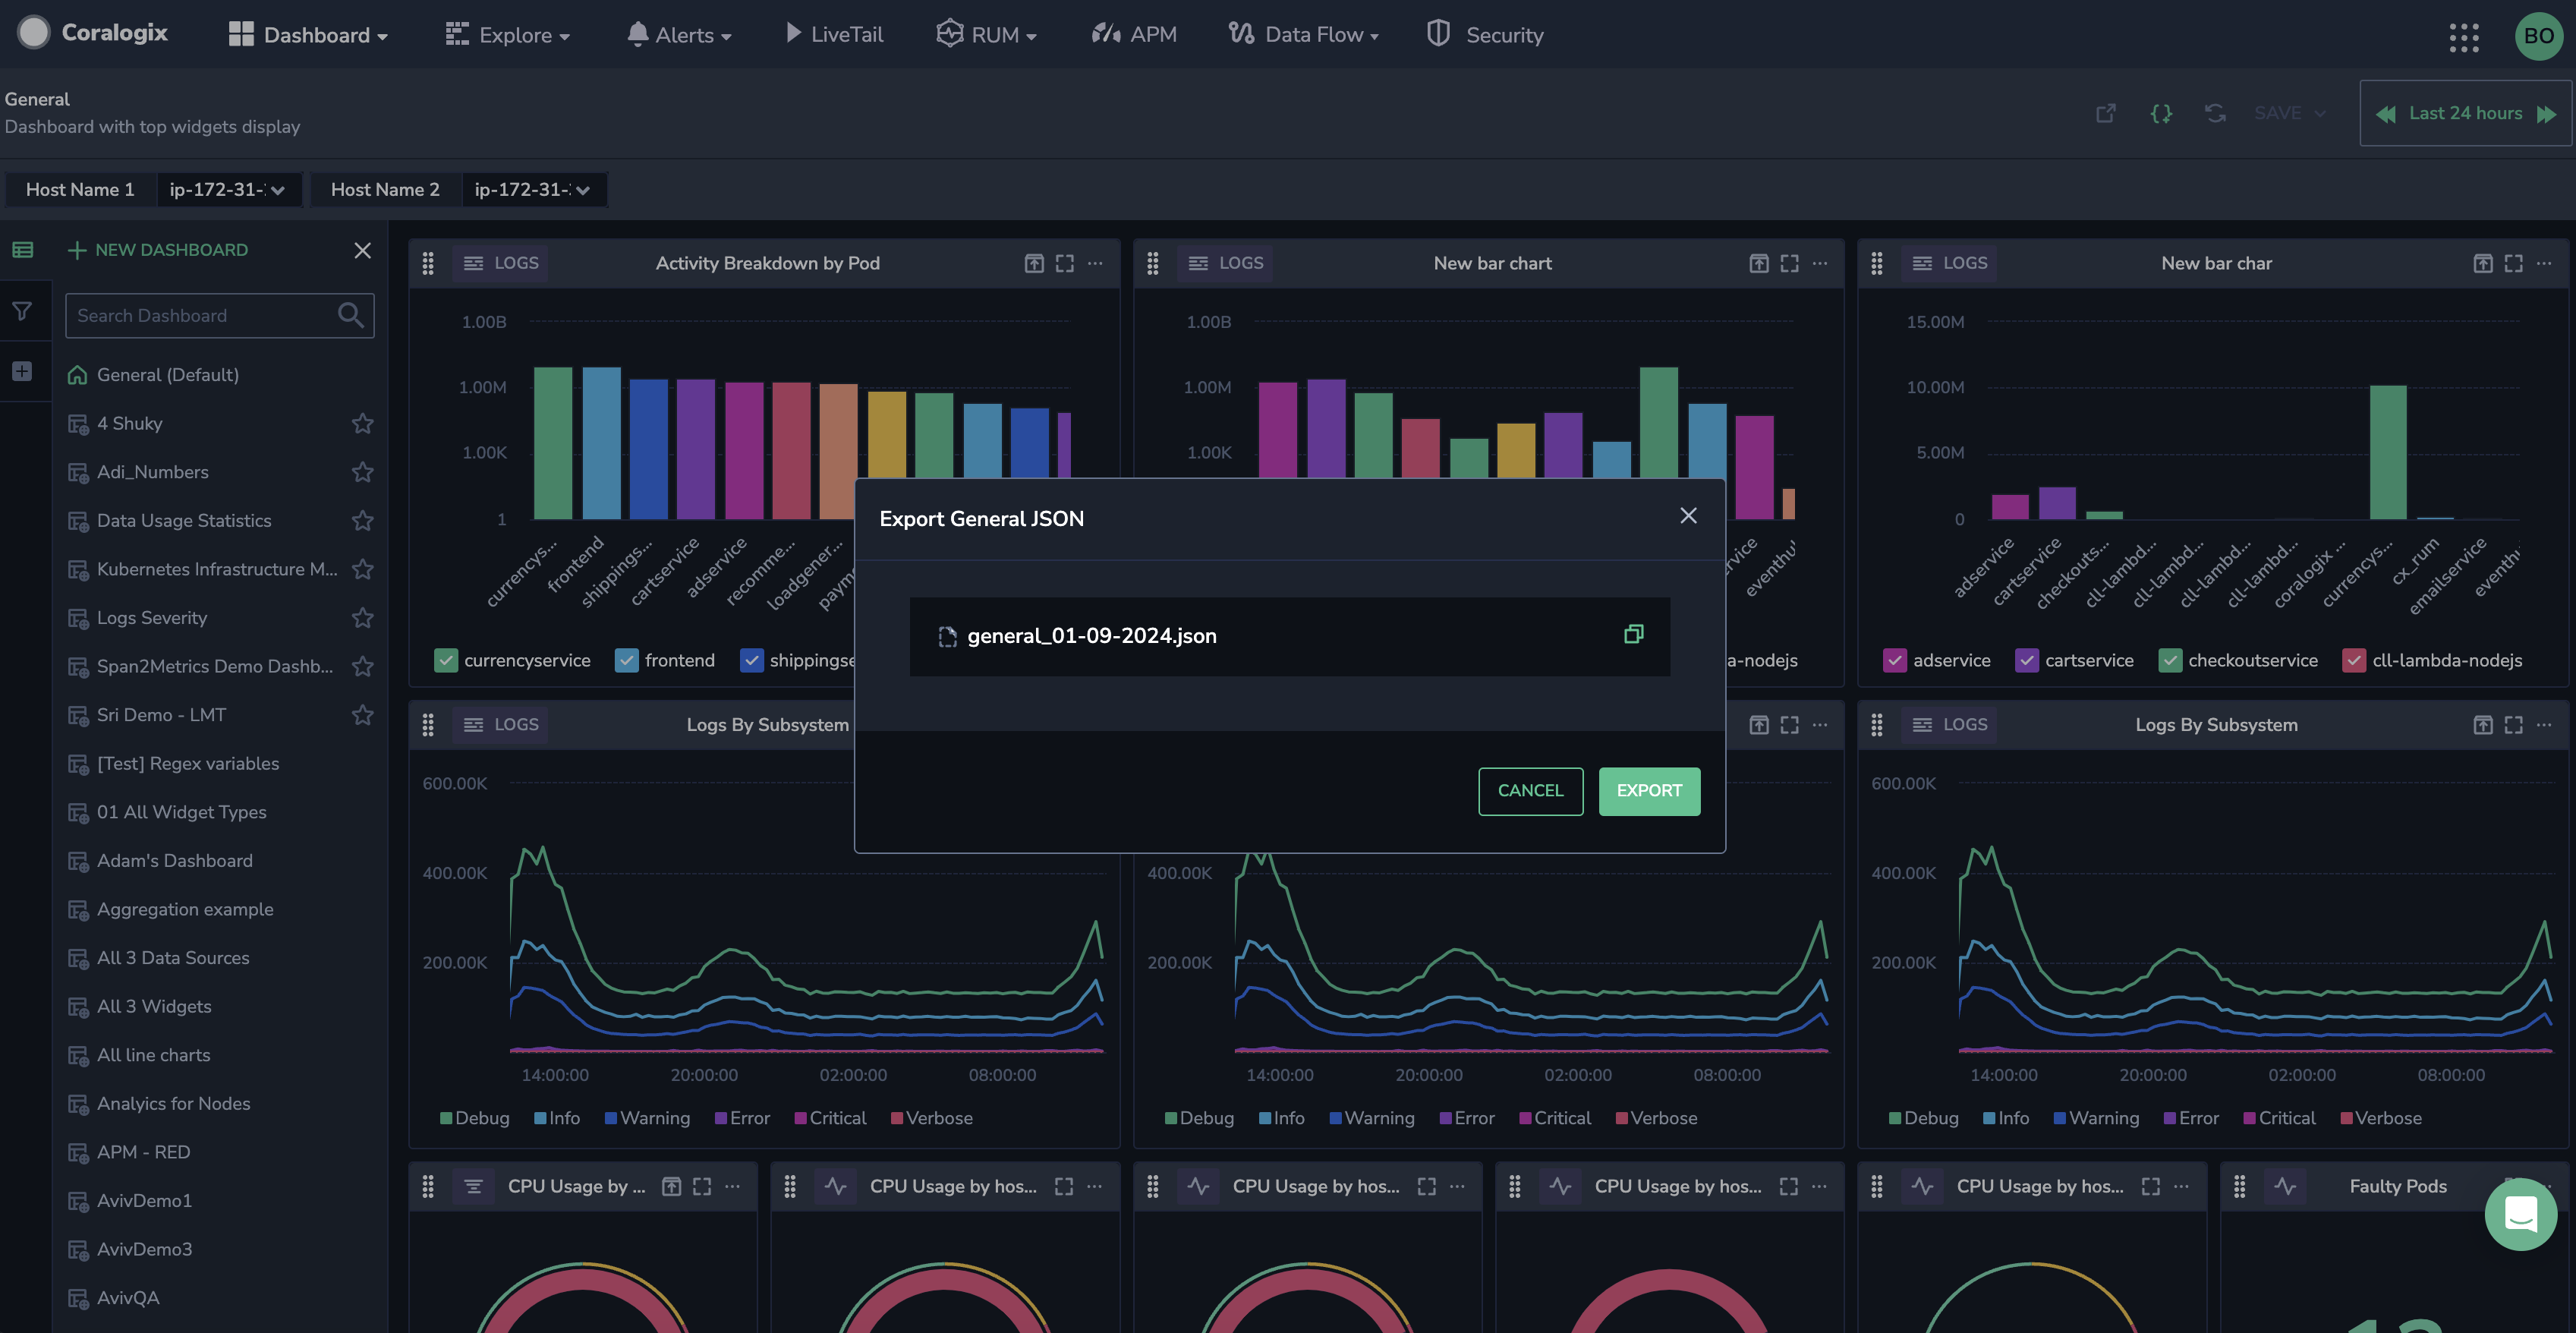 Coralogix
Dashboard
Explore
Alerts
LiveTail
RUM
APM
Data Flow
Security
BO
General
Dashboard with top widgets display
SAVE
Last 24 hours
Host Name 1
ip-172-31-
Host Name 2
ip-172-31-
NEW DASHBOARD
Search Dashboard
General (Default)
4 Shuky
Adi_Numbers
Data Usage Statistics
Kubernetes Infrastructure M...
Logs Severity
Span2Metrics Demo Dashb...
Sri Demo - LMT
[Test] Regex variables
01 All Widget Types
Adam's Dashboard
Aggregation example
All 3 Data Sources
All 3 Widgets
All line charts
Analyics for Nodes
APM - RED
AvivDemo1
AvivDemo3
AvivQA
LOGS
Activity Breakdown by Pod
1.00B
1.00M
1.00K
1
currencys...
frontend
shippings...
cartservice
adservice
recomme...
loadgener...
paym
currencyservice
frontend
shippingse
LOGS
New bar chart
1.00B
1.00M
1.00K
rvice
eventhu
a-nodejs
LOGS
New bar char
15.00M
10.00M
5.00M
0
adservice
cartservice
checkouts...
cll-lambd...
cll-lambd...
cll-lambd...
cll-lambd...
coralogix ...
currencys...
cx_rum
emailservice
eventh
adservice
cartservice
checkoutservice
cll-lambda-nodejs
Export General JSON
general_01-09-2024.json
CANCEL
EXPORT
LOGS
Logs By Subsystem
600.00K
400.00K
200.00K
14:00:00
20:00:00
02:00:00
08:00:00
Debug
Info
Warning
Error
Critical
Verbose
400.00K
200.00K
14:00:00
20:00:00
02:00:00
08:00:00
Debug
Info
Warning
Error
Critical
Verbose
LOGS
Logs By Subsystem
600.00K
400.00K
200.00K
14:00:00
20:00:00
02:00:00
08:00:00
Debug
Info
Warning
Error
Critical
Verbose
CPU Usage by ...
CPU Usage by hos...
CPU Usage by hos...
CPU Usage by hos...
CPU Usage by hos...
Faulty Pods